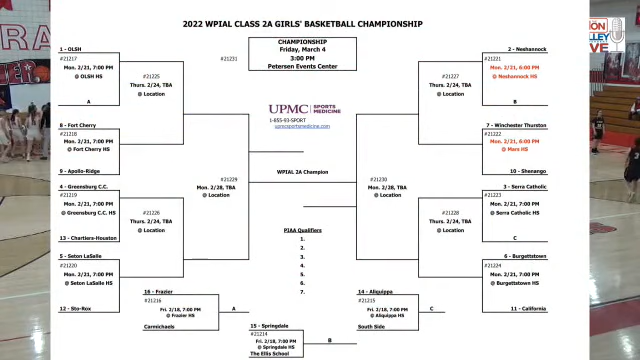 2022 WPIAL CLASS 2A GIRLS' BASKETBALL CHAMPIONSHIP
CHAMPIONSHIP
Friday, March 4
3:00 PM
Petersen Events Center
1 - OLSH
#21217
Mon. 2/21, 7:00 PM
@ OLSH HS
A
#21225
Thurs. 2/24, TBA
@ Location
8 - Fort Cherry
#21218
Mon. 2/21, 7:00 PM
@ Fort Cherry HS
9 - Apollo-Ridge
#21229
Mon. 2/28, TBA
@ Location
4 - Greensburg C.C.
#21219
Mon. 2/21, 7:00 PM
@ Greensburg C.C. HS
13 - Chartiers-Houston
#21226
Thurs. 2/24, TBA
@ Location
5 - Seton LaSalle
#21220
Mon. 2/21, 7:00 PM
@ Seton LaSalle HS
12 - Sto-Rox
#21231
UPMC SPORTS MEDICINE
1-855-93-SPORT
upmcsportsmedicine.com
WPIAL 2A Champion
PIAA Qualifiers
1.
2.
3.
4.
5.
6.
7.
2 - Neshannock
#21221
Mon. 2/21, 6:00 PM
@ Neshannock HS
B
#21227
Thurs. 2/24, TBA
@ Location
7 - Winchester Thurston
#21222
Mon. 2/21, 6:00 PM
@ Mars HS
10 - Shenango
#21230
Mon. 2/28, TBA
@ Location
3 - Serra Catholic
#21223
Mon. 2/21, 7:00 PM
@ Serra Catholic HS
C
#21228
Thurs. 2/24, TBA
@ Location
6 - Burgettstown
#21224
Mon. 2/21, 7:00 PM
@ Burgettstown HS
11 - California
16 - Frazier
#21216
Fri. 2/18, 7:00 PM
@ Frazier HS
Carmichaels
A
15 - Springdale
#21214
Fri. 2/18, 7:00 PM
@ Springdale HS
The Ellis School
B
14 - Aliquippa
#21215
Fri. 2/18, 7:00 PM
@ Aliquippa HS
South Side
C
LIVE